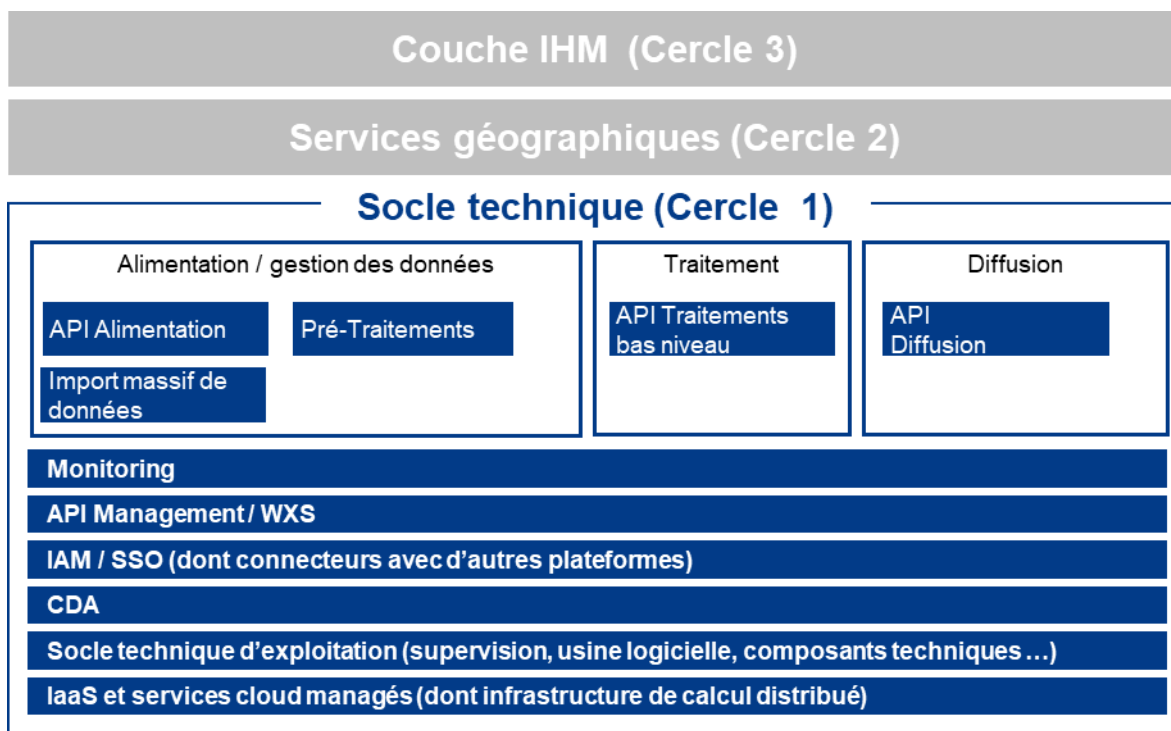 Couche IHM (Cercle 3)
Services géographiques (Cercle 2)
Socle technique (Cercle 1)
Alimentation / gestion des données
API Alimentation
Pré-Traitements
Import massif de
données
Traitement
API Traitements
bas niveau
Diffusion
API
Diffusion
Monitoring
API Management / WXS
IAM / SSO (dont connecteurs avec d’autres plateformes)
CDA
Socle technique d’exploitation (supervision, usine logicielle, composants techniques …)
IaaS et services cloud managés (dont infrastructure de calcul distribué)